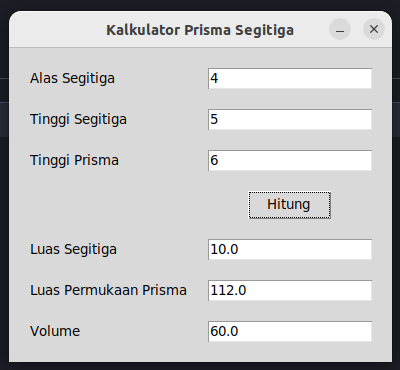 Kalkulator Prisma Segitiga
Alas Segitiga 4
Tinggi Segitiga 5
Tinggi Prisma 6
Hitung
Luas Segitiga 10.0
Luas Permukaan Prisma 112.0
Volume 60.0